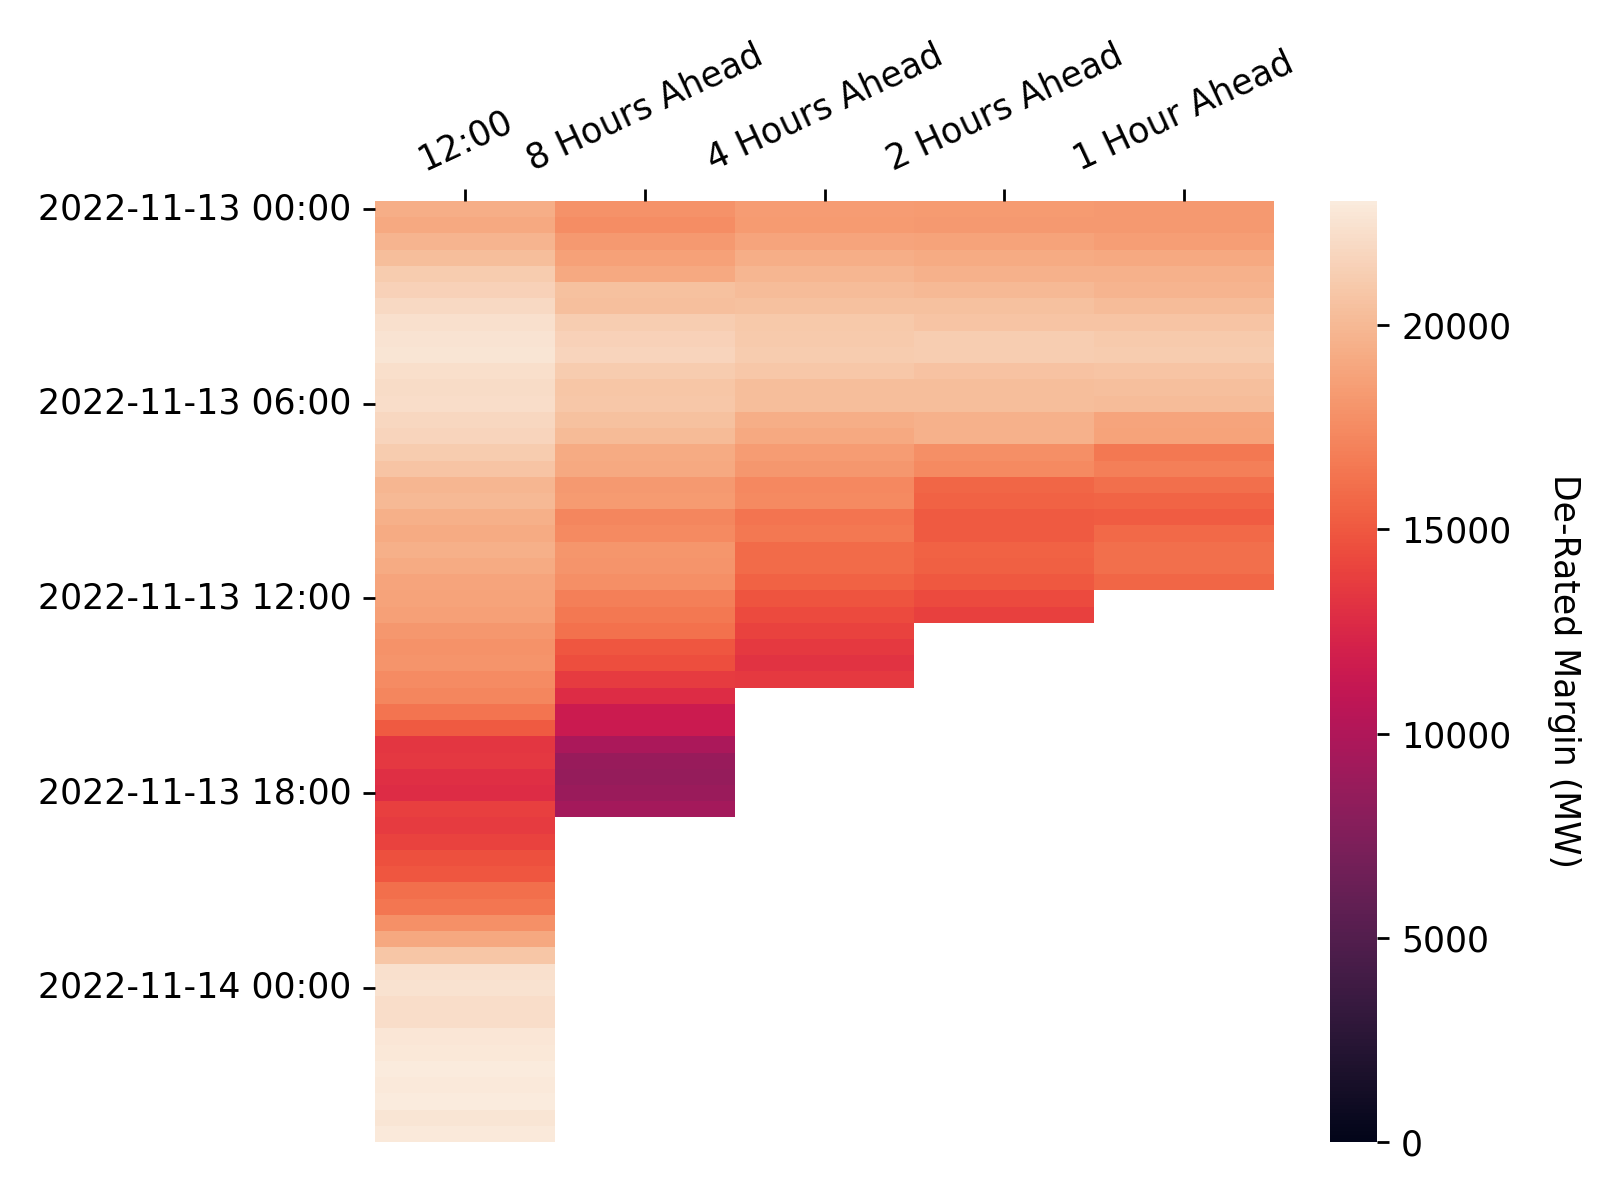 12:00
8 Hours Ahead
4 Hours Ahead
2 Hours Ahead
1 Hour Ahead
2022-11-13 00:00
2022-11-13 06:00
2022-11-13 12:00
2022-11-13 18:00
2022-11-14 00:00
20000
15000
10000
5000
0
De-Rated Margin (MW)